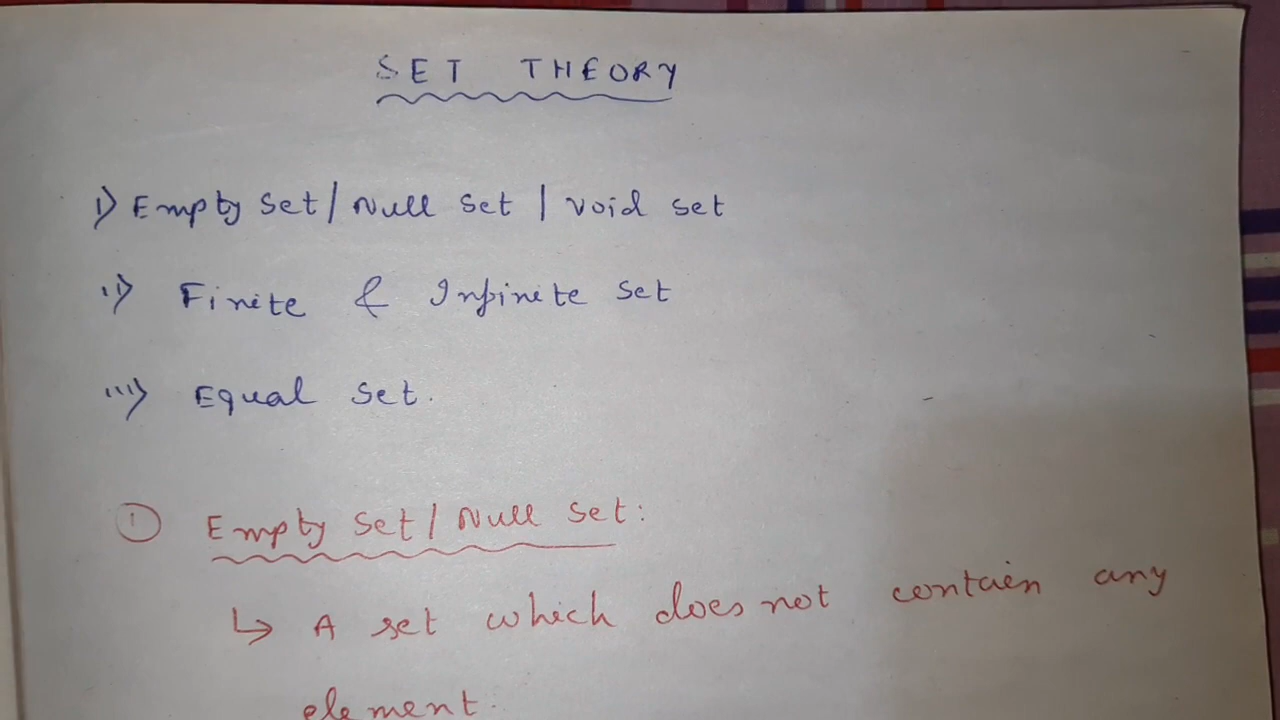 SET THEORY
i) Empty set / Null set / void set
ii) Finite & Infinite set
iii) Equal set.
① Empty set / Null set:
↳ A set which does not contain any
element.